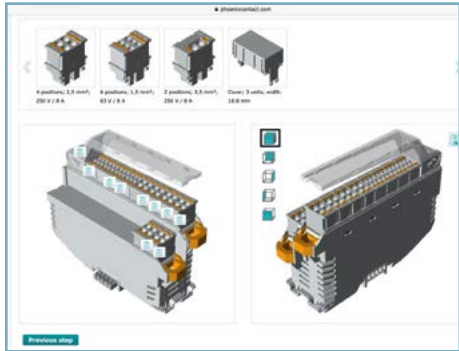 phoenixcontact.com
4 positions; 2,5 mm²;
250 V / 8 A
6 positions; 1,5 mm²;
63 V / 8 A
2 positions; 2,5 mm²;
250 V / 8 A
Cover; 3 units; width:
18.8 mm
Previous step